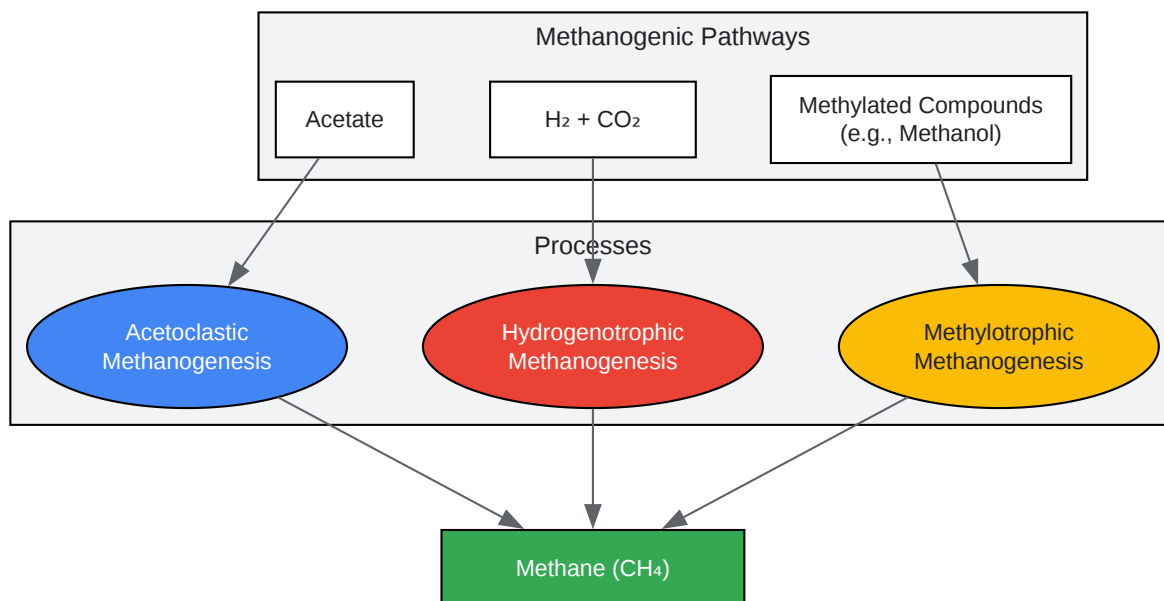 Methanogenic Pathways
Acetate
H₂ + CO₂
Methylated Compounds
(e.g., Methanol)
Processes
Acetoclastic
Methanogenesis
Hydrogenotrophic
Methanogenesis
Methylotrophic
Methanogenesis
Methane (CH₄)